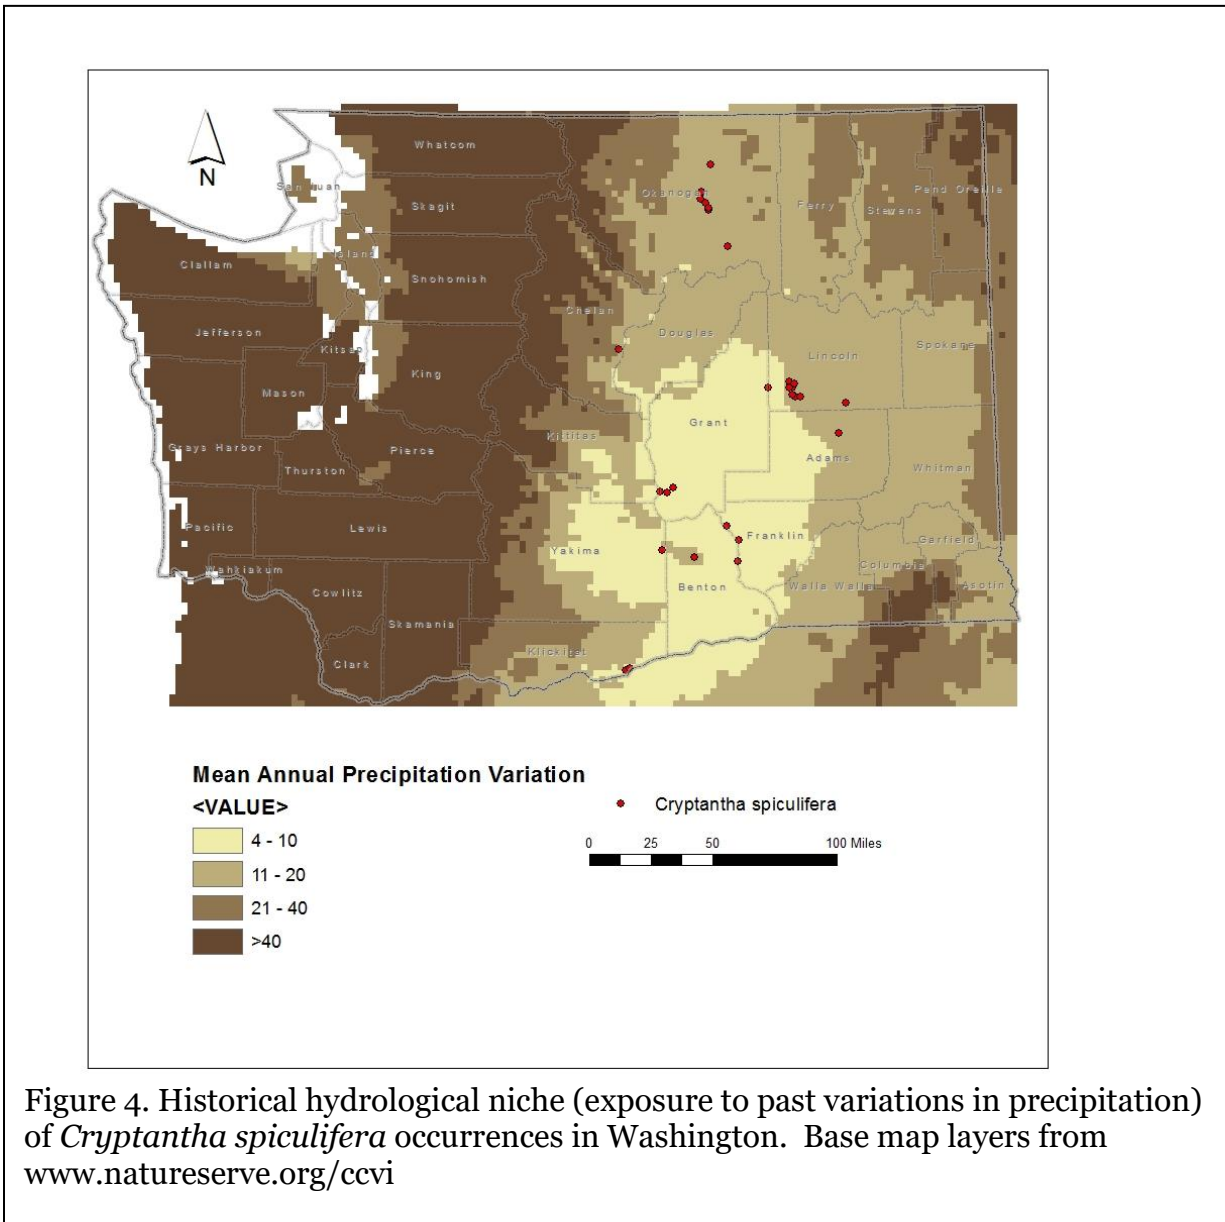 N
Whatcom
San Juan
Skagit
Okanogan
Ferry
Stevens
Pend Oreille
Island
Clallam
Snohomish
Chelan
Jefferson
Kitsap
Douglas
Lincoln
Spokane
King
Mason
Grant
Kittitas
Grays Harbor
Pierce
Thurston
Adams
Whitman
Pacific
Lewis
Yakima
Franklin
Garfield
Wahkiakum
Columbia
Cowlitz
Benton
Walla Walla
Asotin
Skamania
Klickitat
Clark
Mean Annual Precipitation Variation
<VALUE>
4 - 10
11 - 20
21 - 40
>40
Cryptantha spiculifera
0 25 50 100 Miles
Figure 4. Historical hydrological niche (exposure to past variations in precipitation)
of Cryptantha spiculifera occurrences in Washington.  Base map layers from
www.natureserve.org/ccvi